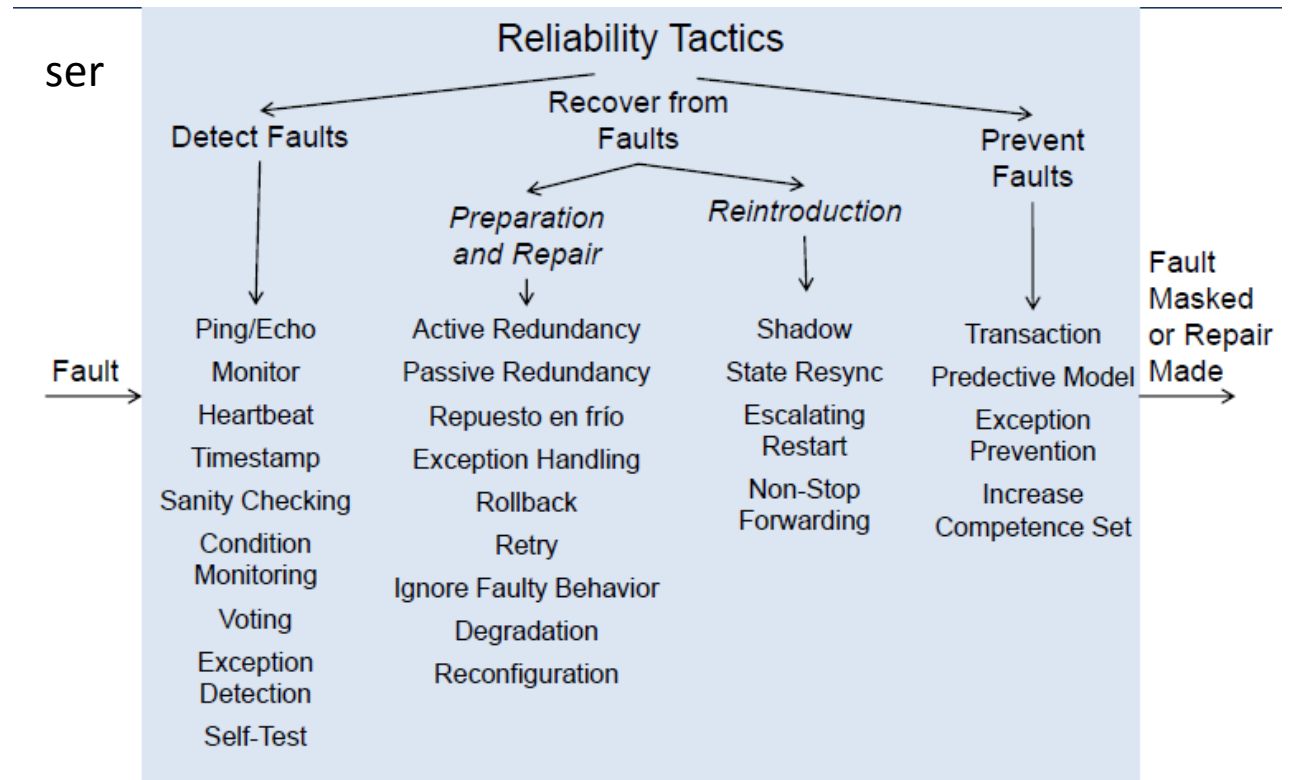 Reliability Tactics
ser
Detect Faults
Recover from
Faults
Prevent
Faults
Preparation
and Repair
Reintroduction
Fault
Ping/Echo
Monitor
Heartbeat
Timestamp
Sanity Checking
Condition
Monitoring
Voting
Exception
Detection
Self-Test
Active Redundancy
Passive Redundancy
Repuesto en frío
Exception Handling
Rollback
Retry
Ignore Faulty Behavior
Degradation
Reconfiguration
Shadow
State Resync
Escalating
Restart
Non-Stop
Forwarding
Transaction
Predective Model
Exception
Prevention
Increase
Competence Set
Fault
Masked
or Repair
Made